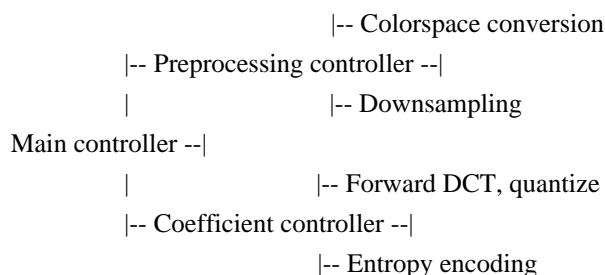 |-- Colorspace conversion
|-- Preprocessing controller --|
| |-- Downsampling
Main controller --|
| |-- Forward DCT, quantize
|-- Coefficient controller --|
|-- Entropy encoding